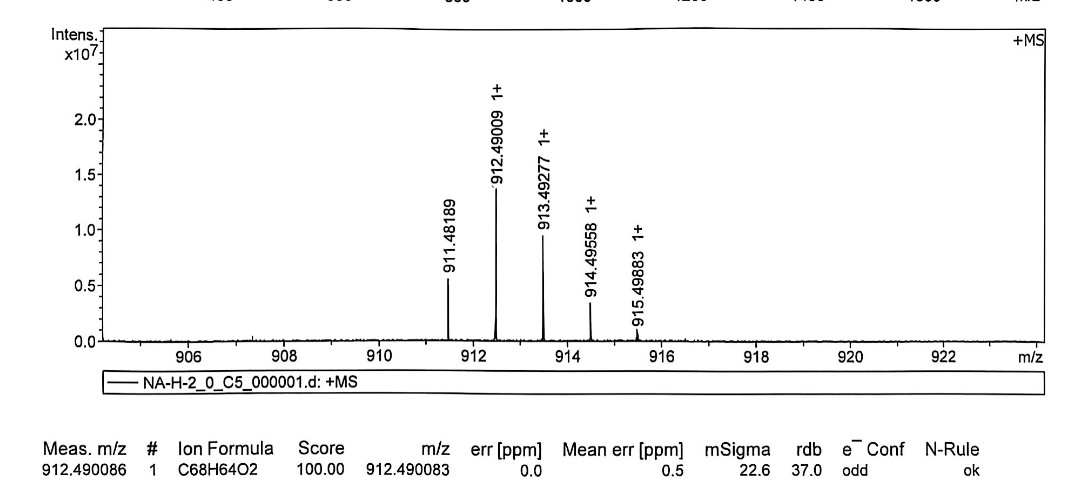 Intens.
x10⁷
+MS
2.0
1.5
1.0
0.5
0.0
911.48189
912.49009 1+
913.49277 1+
914.49558 1+
915.49883 1+
906 908 910 912 914 916 918 920 922 m/z
NA-H-2_0_C5_000001.d: +MS
Meas. m/z # Ion Formula Score m/z err [ppm] Mean err [ppm] mSigma rdb e⁻ Conf N-Rule
912.490086 1 C68H64O2 100.00 912.490083 0.0 0.5 22.6 37.0 odd ok